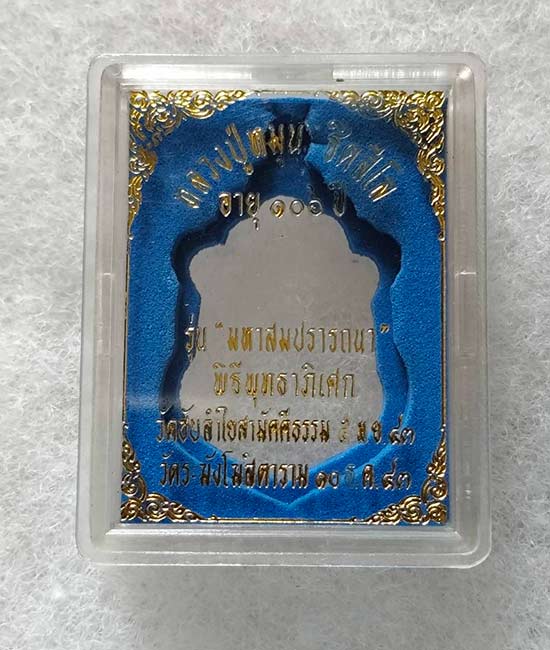 หลวงปู่หมุน ฐิตสีโล
อายุ ๑๐๖ ปี
รุ่น "มหาสมปรารถนา"
พิธีพุทธาภิเศก
วัดซับลำใยสามัคคีธรรม ๕ พ.ย. ๔๓
วัดระฆังโฆสิตาราม ๑๐ ธ.ค. ๔๓